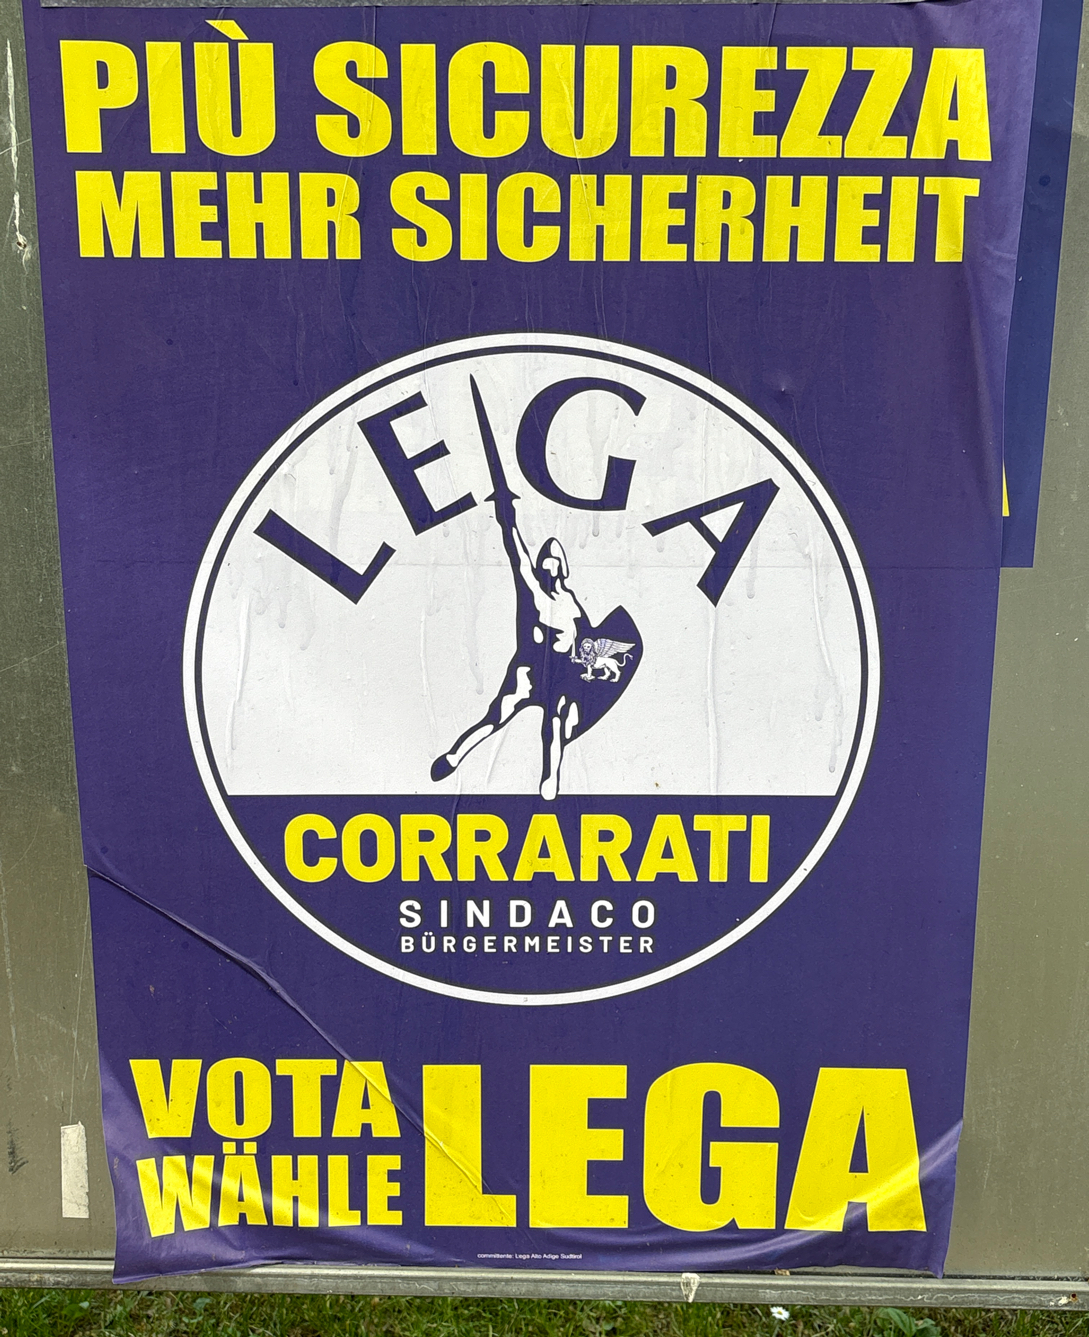 PIÙ SICUREZZA
MEHR SICHERHEIT
LEGA
CORRARATI
SINDACO
BÜRGERMEISTER
VOTA
WÄHLE
LEGA
committente: Lega Alto Adige Südtirol